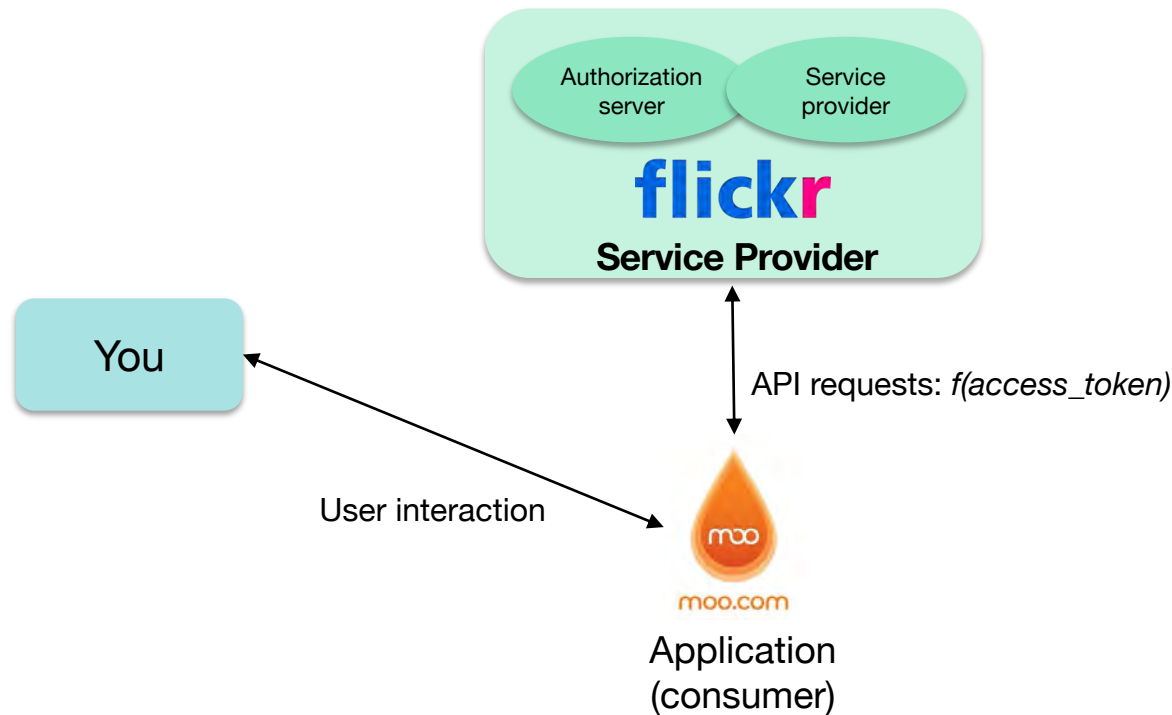 Authorization
server
Service
provider
flickr
Service Provider
You
API requests: f(access_token)
User interaction
moo
moo.com
Application
(consumer)